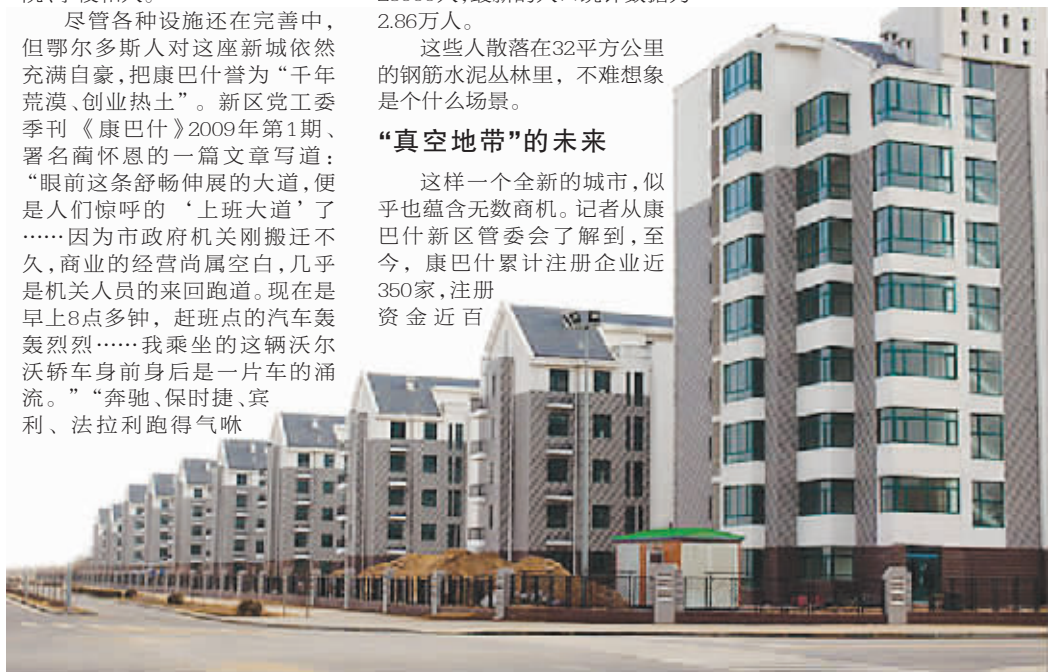 尽管各种设施还在完善中，
但鄂尔多斯人对这座新城依然
充满自豪，把康巴什誉为“千年
荒漠、创业热土”。新区党工委
季刊《康巴什》2009年第1期、
署名蔺怀恩的一篇文章写道：
“眼前这条舒畅伸展的大道，便
是人们惊呼的‘上班大道’了
……因为市政府机关刚搬迁不
久，商业的经营尚属空白，几乎
是机关人员的来回跑道。现在是
早上8点多钟，赶班点的汽车轰
轰烈烈……我乘坐的这辆沃尔
沃轿车身前身后是一片车的涌
流。”“奔驰、保时捷、宾
利、法拉利跑得气咻
2.86万人。
这些人散落在32平方公里
的钢筋水泥丛林里，不难想象
是个什么场景。
“真空地带”的未来
这样一个全新的城市，似
乎也蕴含无数商机。记者从康
巴什新区管委会了解到，至
今，康巴什累计注册企业近
350家，注册
资金近百